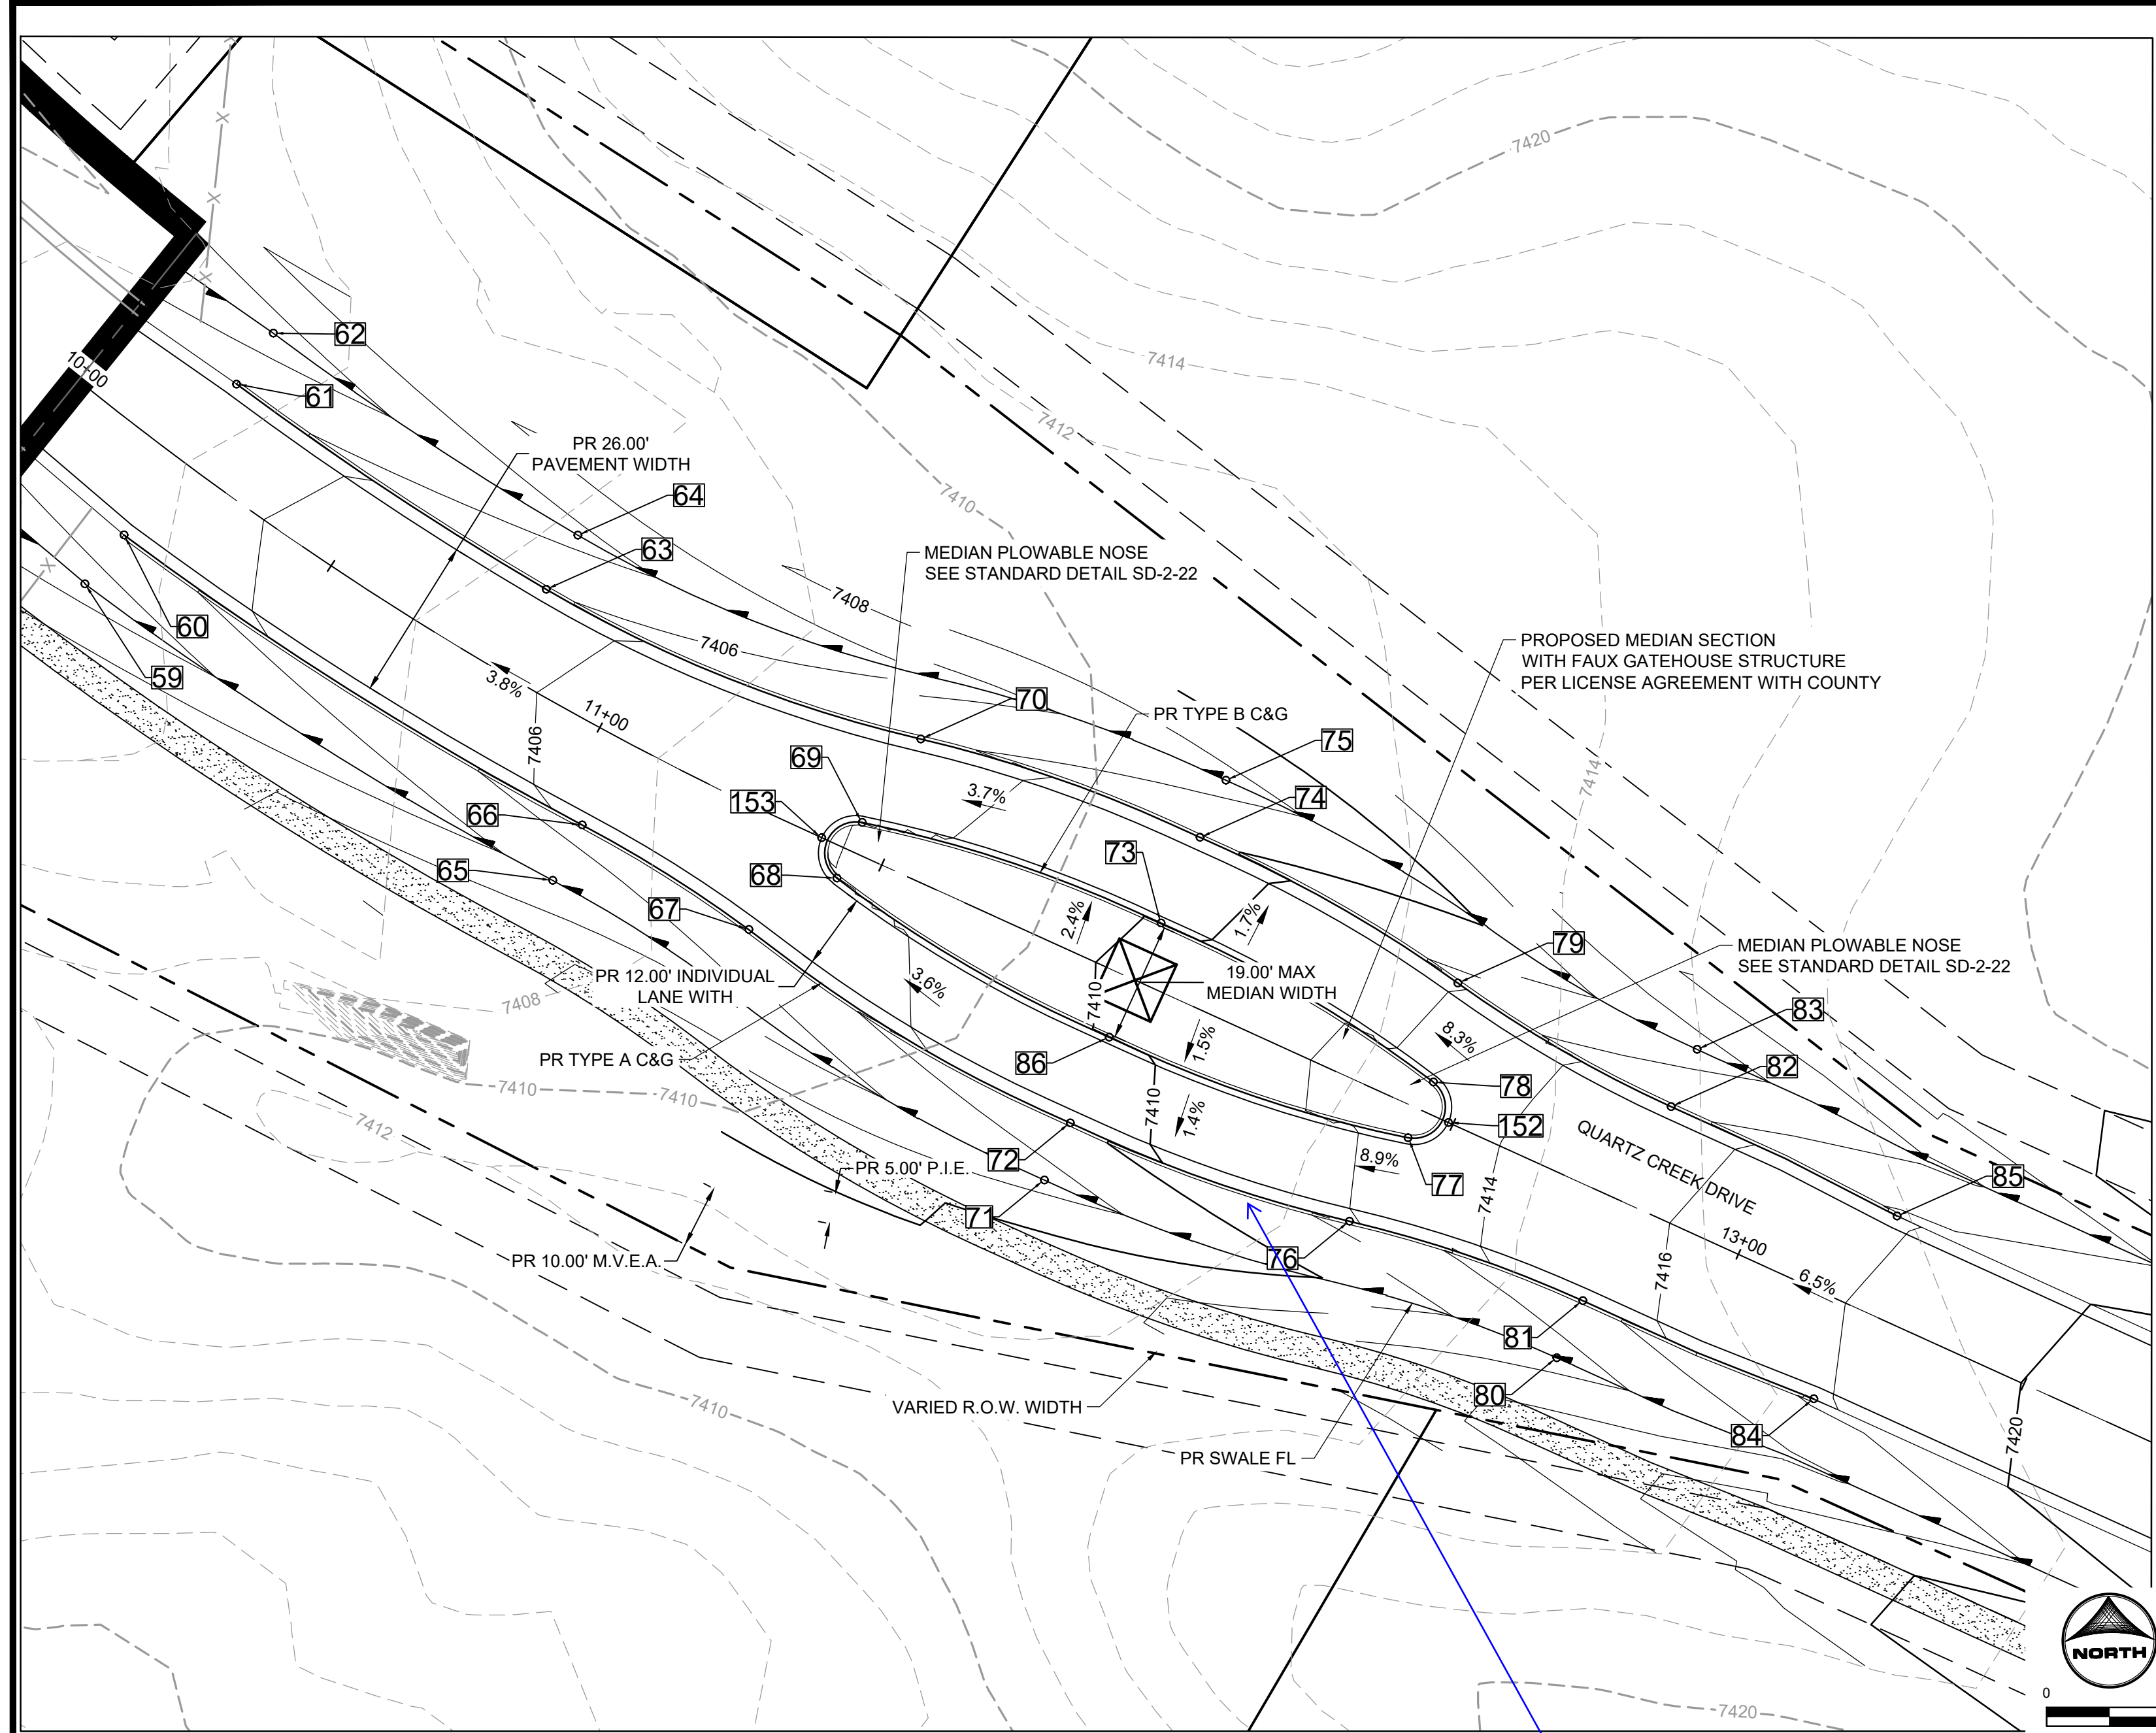 X
7420
X
X
62
7414
10+00
61
7412
PR 26.00'
PAVEMENT WIDTH
64
7410
63
MEDIAN PLOWABLE NOSE
SEE STANDARD DETAIL SD-2-22
X
7408
60
7406
PROPOSED MEDIAN SECTION
WITH FAUX GATEHOUSE STRUCTURE
PER LICENSE AGREEMENT WITH COUNTY
59
3.8%
11+00
70
PR TYPE B C&G
7406
69
75
7414
153
3.7%
74
66
73
65
68
67
2.4%
1.7%
79
MEDIAN PLOWABLE NOSE
SEE STANDARD DETAIL SD-2-22
PR 12.00' INDIVIDUAL
LANE WITH
3.6%
7410
19.00' MAX
MEDIAN WIDTH
7408
83
8.3%
1.5%
PR TYPE A C&G
86
82
7410
7410
7410
78
1.4%
7412
152
QUARTZ CREEK DRIVE
72
8.9%
PR 5.00' P.I.E.
77
85
7414
71
13+00
PR 10.00' M.V.E.A.
76
7416
6.5%
81
80
7410
VARIED R.O.W. WIDTH
84
7420
PR SWALE FL
NORTH
0
7420